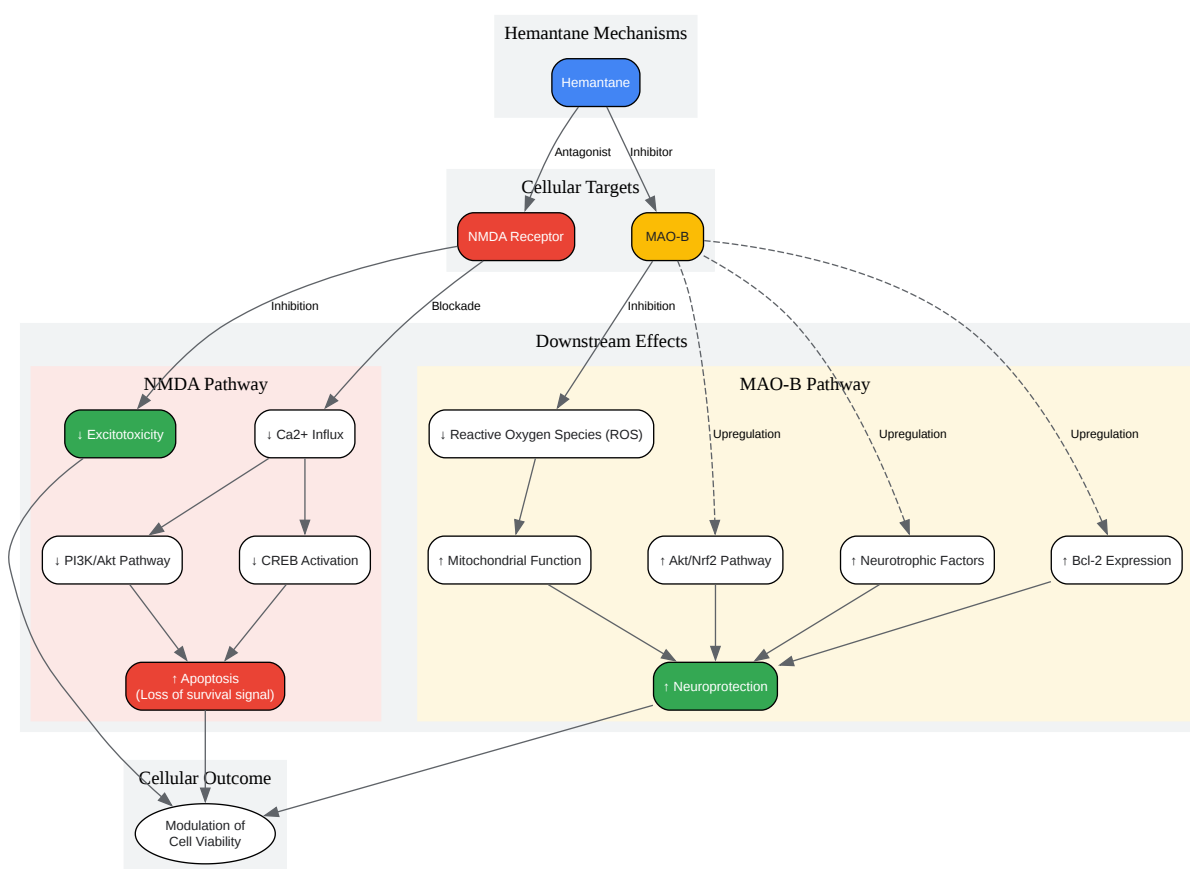 Hemantane Mechanisms
Hemantane
Antagonist
Inhibitor
Cellular Targets
NMDA Receptor
MAO-B
Inhibition
Blockade
Inhibition
Downstream Effects
NMDA Pathway
MAO-B Pathway
↓ Excitotoxicity
↓ Ca2+ Influx
↓ Reactive Oxygen Species (ROS)
Upregulation
Upregulation
Upregulation
↓ PI3K/Akt Pathway
↓ CREB Activation
↑ Mitochondrial Function
↑ Akt/Nrf2 Pathway
↑ Neurotrophic Factors
↑ Bcl-2 Expression
↑ Apoptosis
(Loss of survival signal)
↑ Neuroprotection
Cellular Outcome
Modulation of
Cell Viability